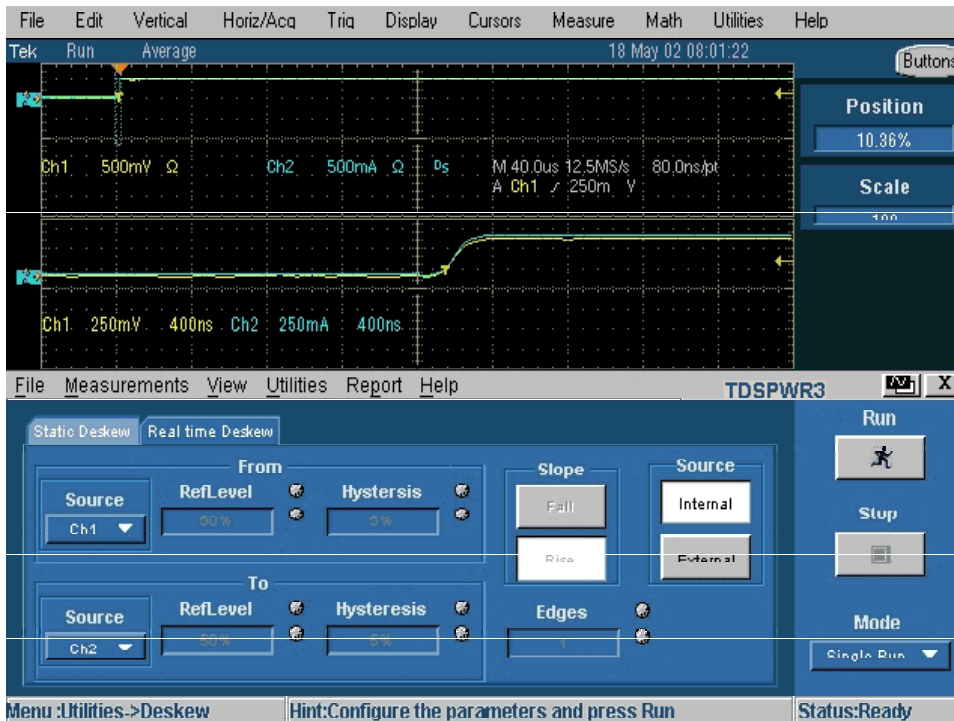 File Edit Vertical Horiz/Acq Trig Display Cursors Measure Math Utilities Help
Tek Run Average 18 May 02 08:01:22 Buttons
Position
10.36%
Scale
100
Ch1 500mV Ω Ch2 500mA Ω M 40.0us 12.5MS/s 80.0ns/pt
A Ch1 250m V
Ch1 250mV 400ns Ch2 250mA 400ns
File Measurements View Utilities Report Help TDSPWR3 X
Static Deskew Real time Deskew
From
Source RefLevel Hystersis
Ch1 50% 5%
Slope
Fall
Rise
Source
Internal
External
To
Source RefLevel Hysteresis
Ch2 50% 5%
Edges
1
Run
Stop
Mode
Single Run
Menu :Utilities->Deskew Hint:Configure the parameters and press Run Status:Ready